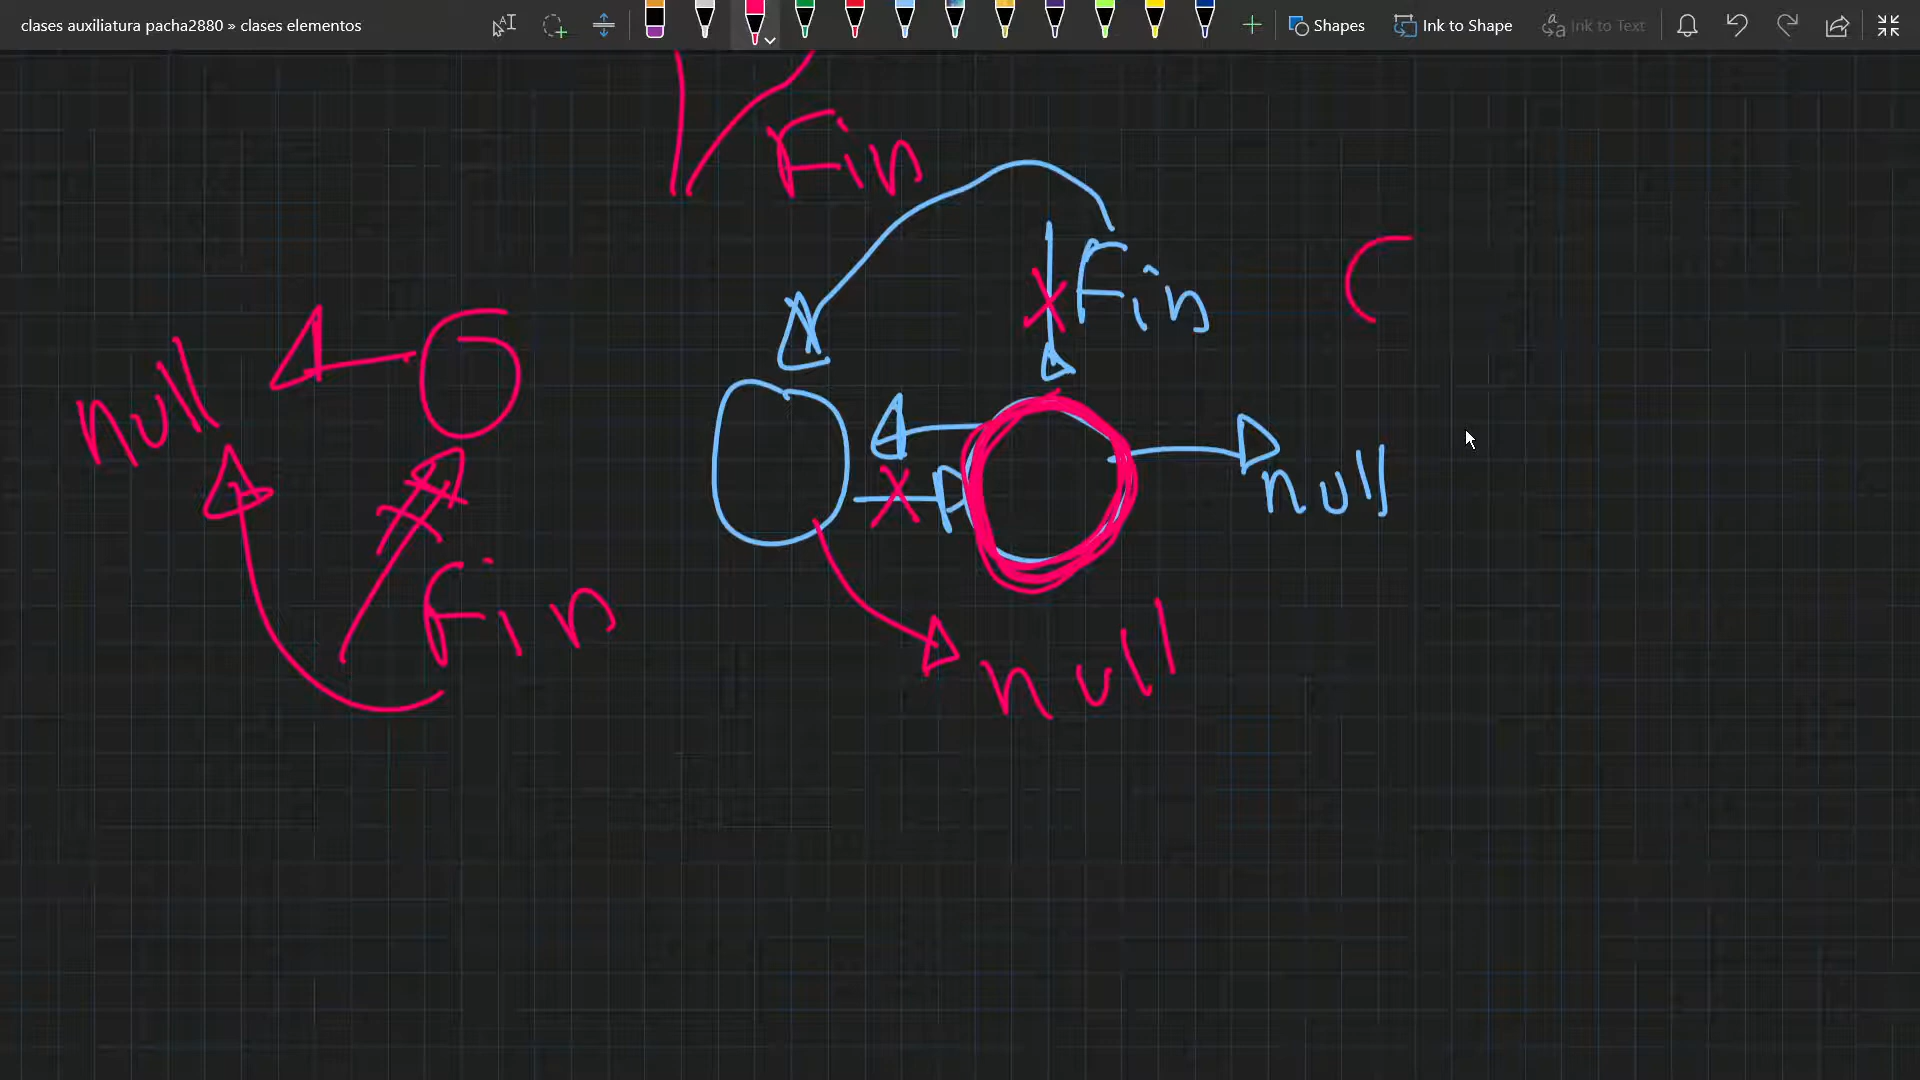 clases auxiliatura pacha2880 » clases elementos
Shapes
Ink to Shape
Ink to Text
Fin
Fin
null
null
Fin
null